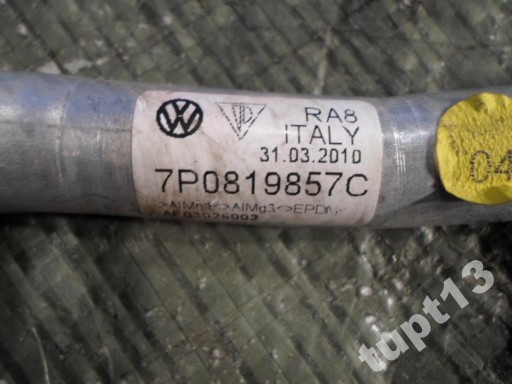 RA8
ITALY
31.03.2010
7P0819857C
>AlMn1<>AlMg3<>EPDM<
04
tupt13